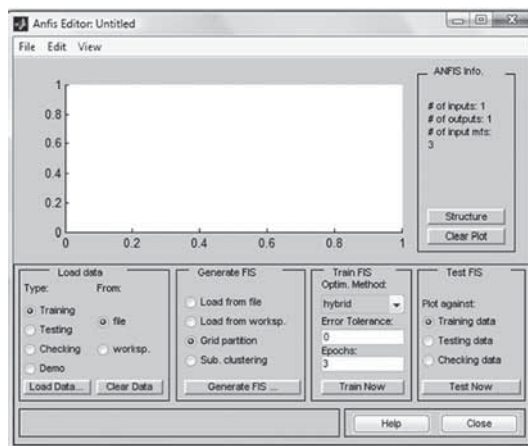 Anfis Editor: Untitled
File Edit View
ANFIS Info.
# of inputs: 1
# of outputs: 1
# of input mfs:
3
Structure
Clear Plot
1
0.8
0.6
0.4
0.2
0
0 0.2 0.4 0.6 0.8 1
Load data
Type: From:
Training
Testing
Checking
Demo
file
worksp.
Load Data... Clear Data
Generate FIS
Load from file
Load from worksp.
Grid partition
Sub. clustering
Generate FIS ...
Train FIS
Optim. Method:
hybrid
Error Tolerance:
0
Epochs:
3
Train Now
Test FIS
Plot against:
Training data
Testing data
Checking data
Test Now
Help Close